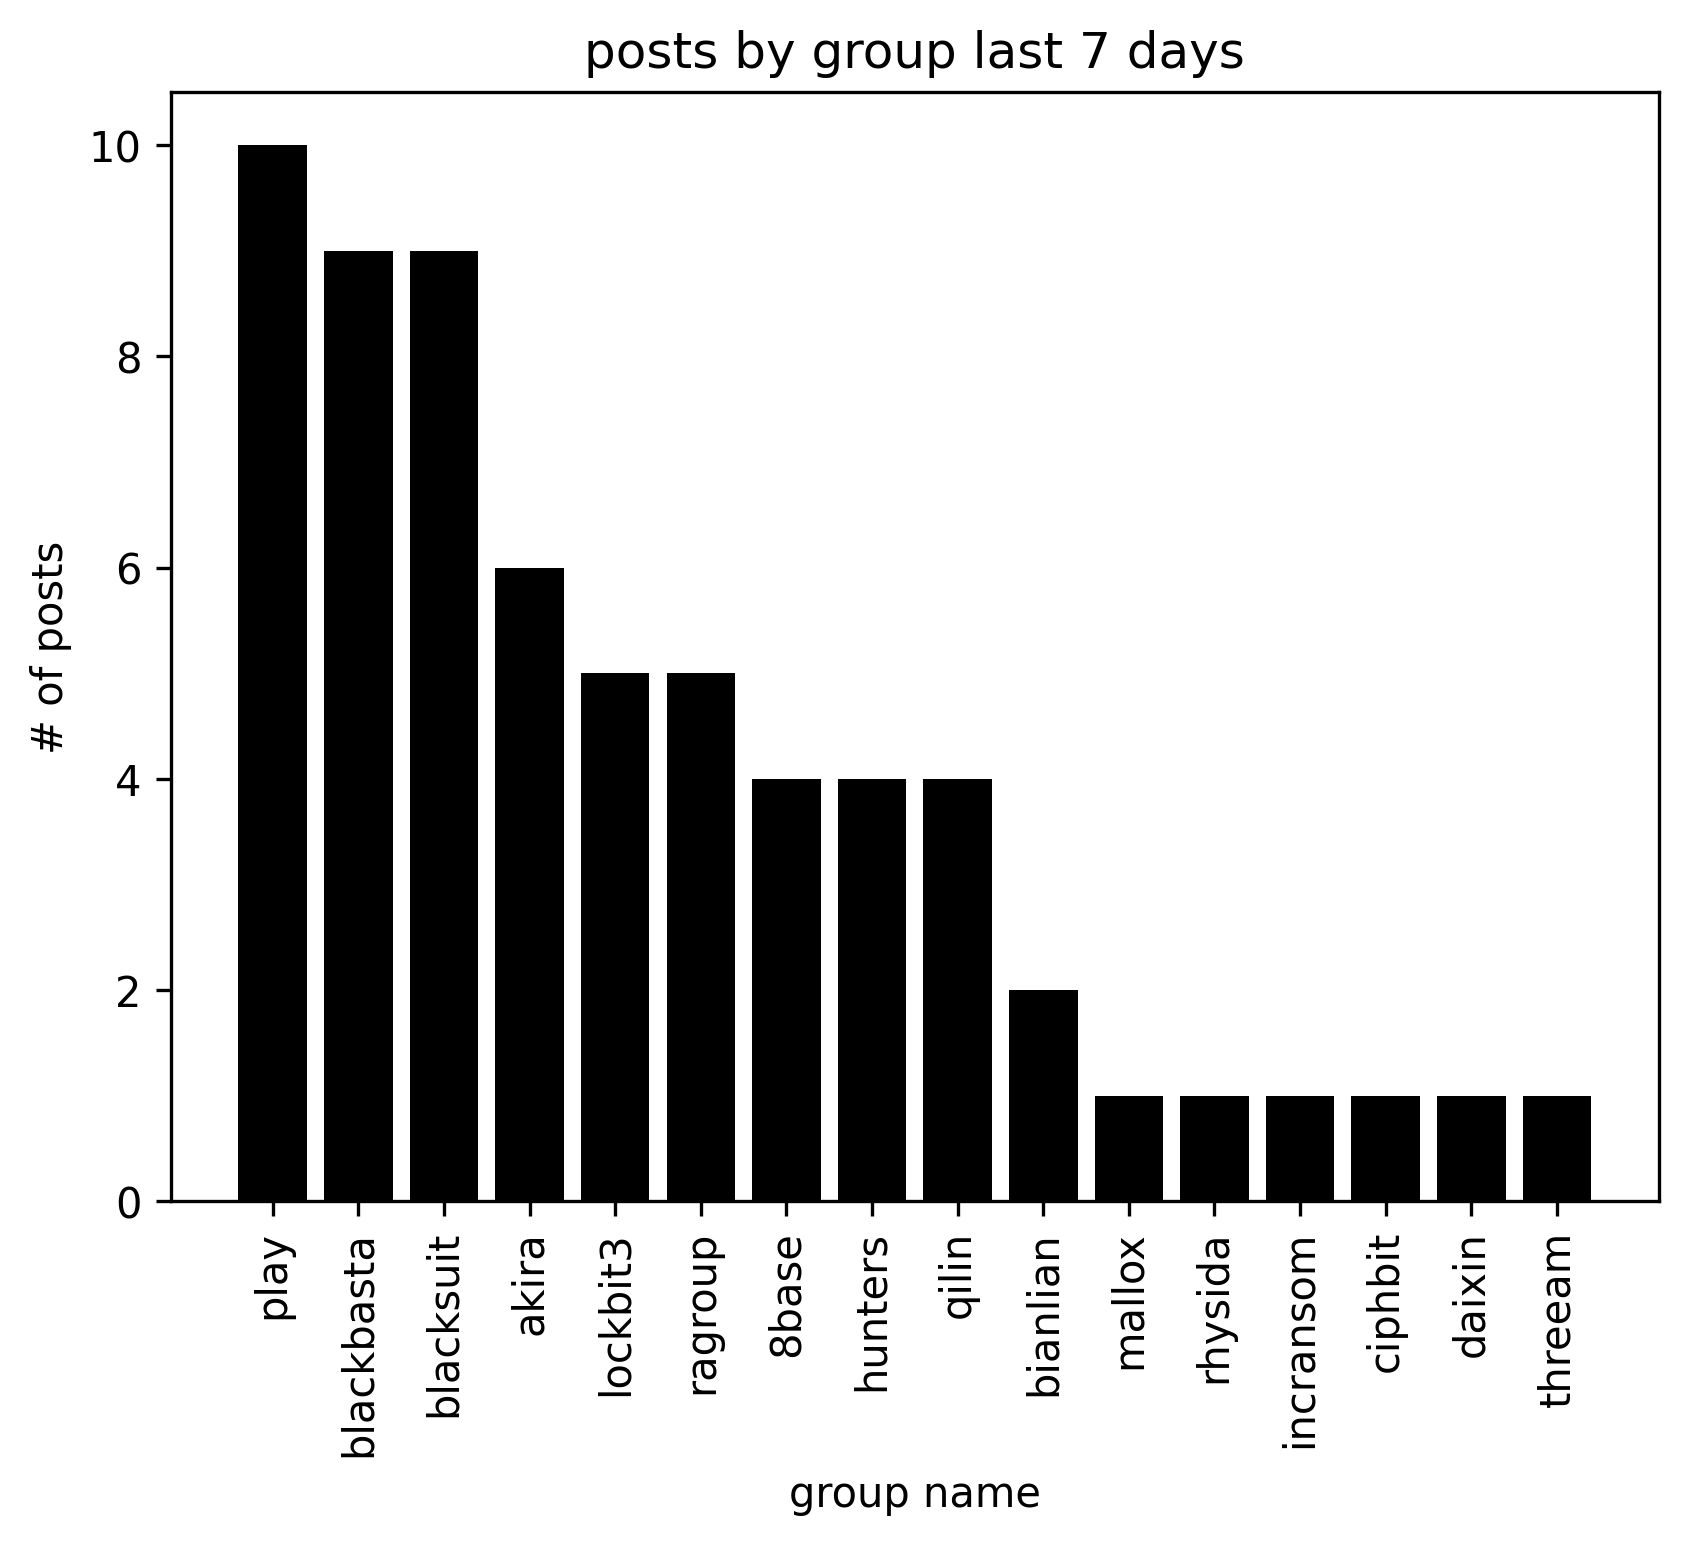 posts by group last 7 days
# of posts
10
8
6
4
2
0
play
blackbasta
blacksuit
akira
lockbit3
ragroup
8base
hunters
qilin
bianlian
mallox
rhysida
incransom
ciphbit
daixin
threeam
group name